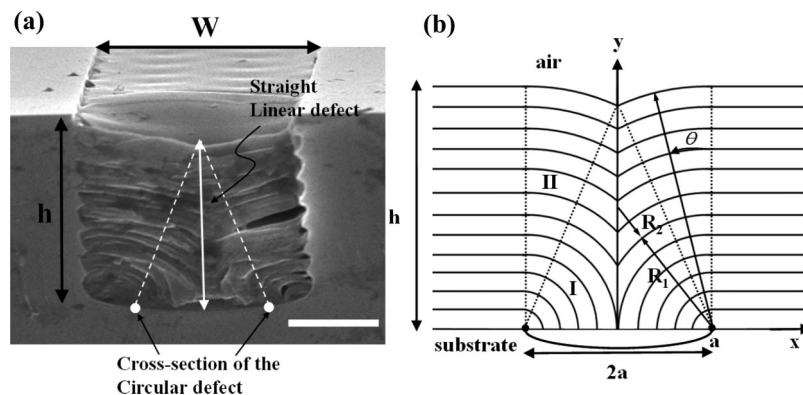 (a)
W
Straight
Linear defect
h
Cross-section of the
Circular defect
(b)
y
air
θ
h
II
R2
I
R1
substrate
a
x
2a